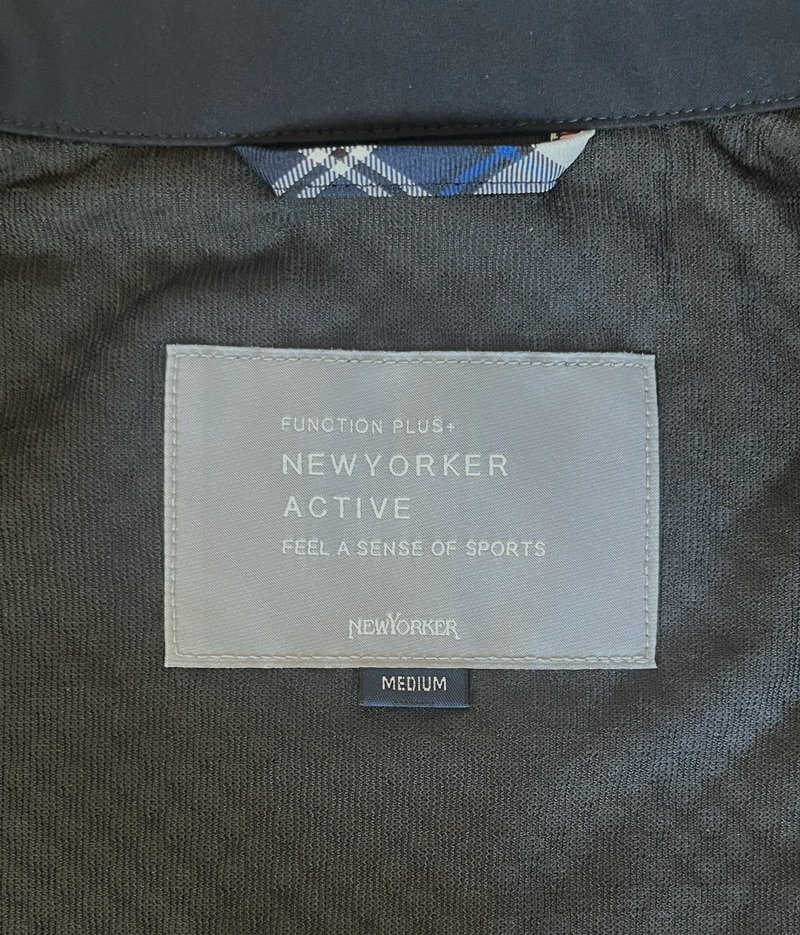 FUNCTION PLUS+
NEWYORKER
ACTIVE
FEEL A SENSE OF SPORTS
NEWYORKER
MEDIUM